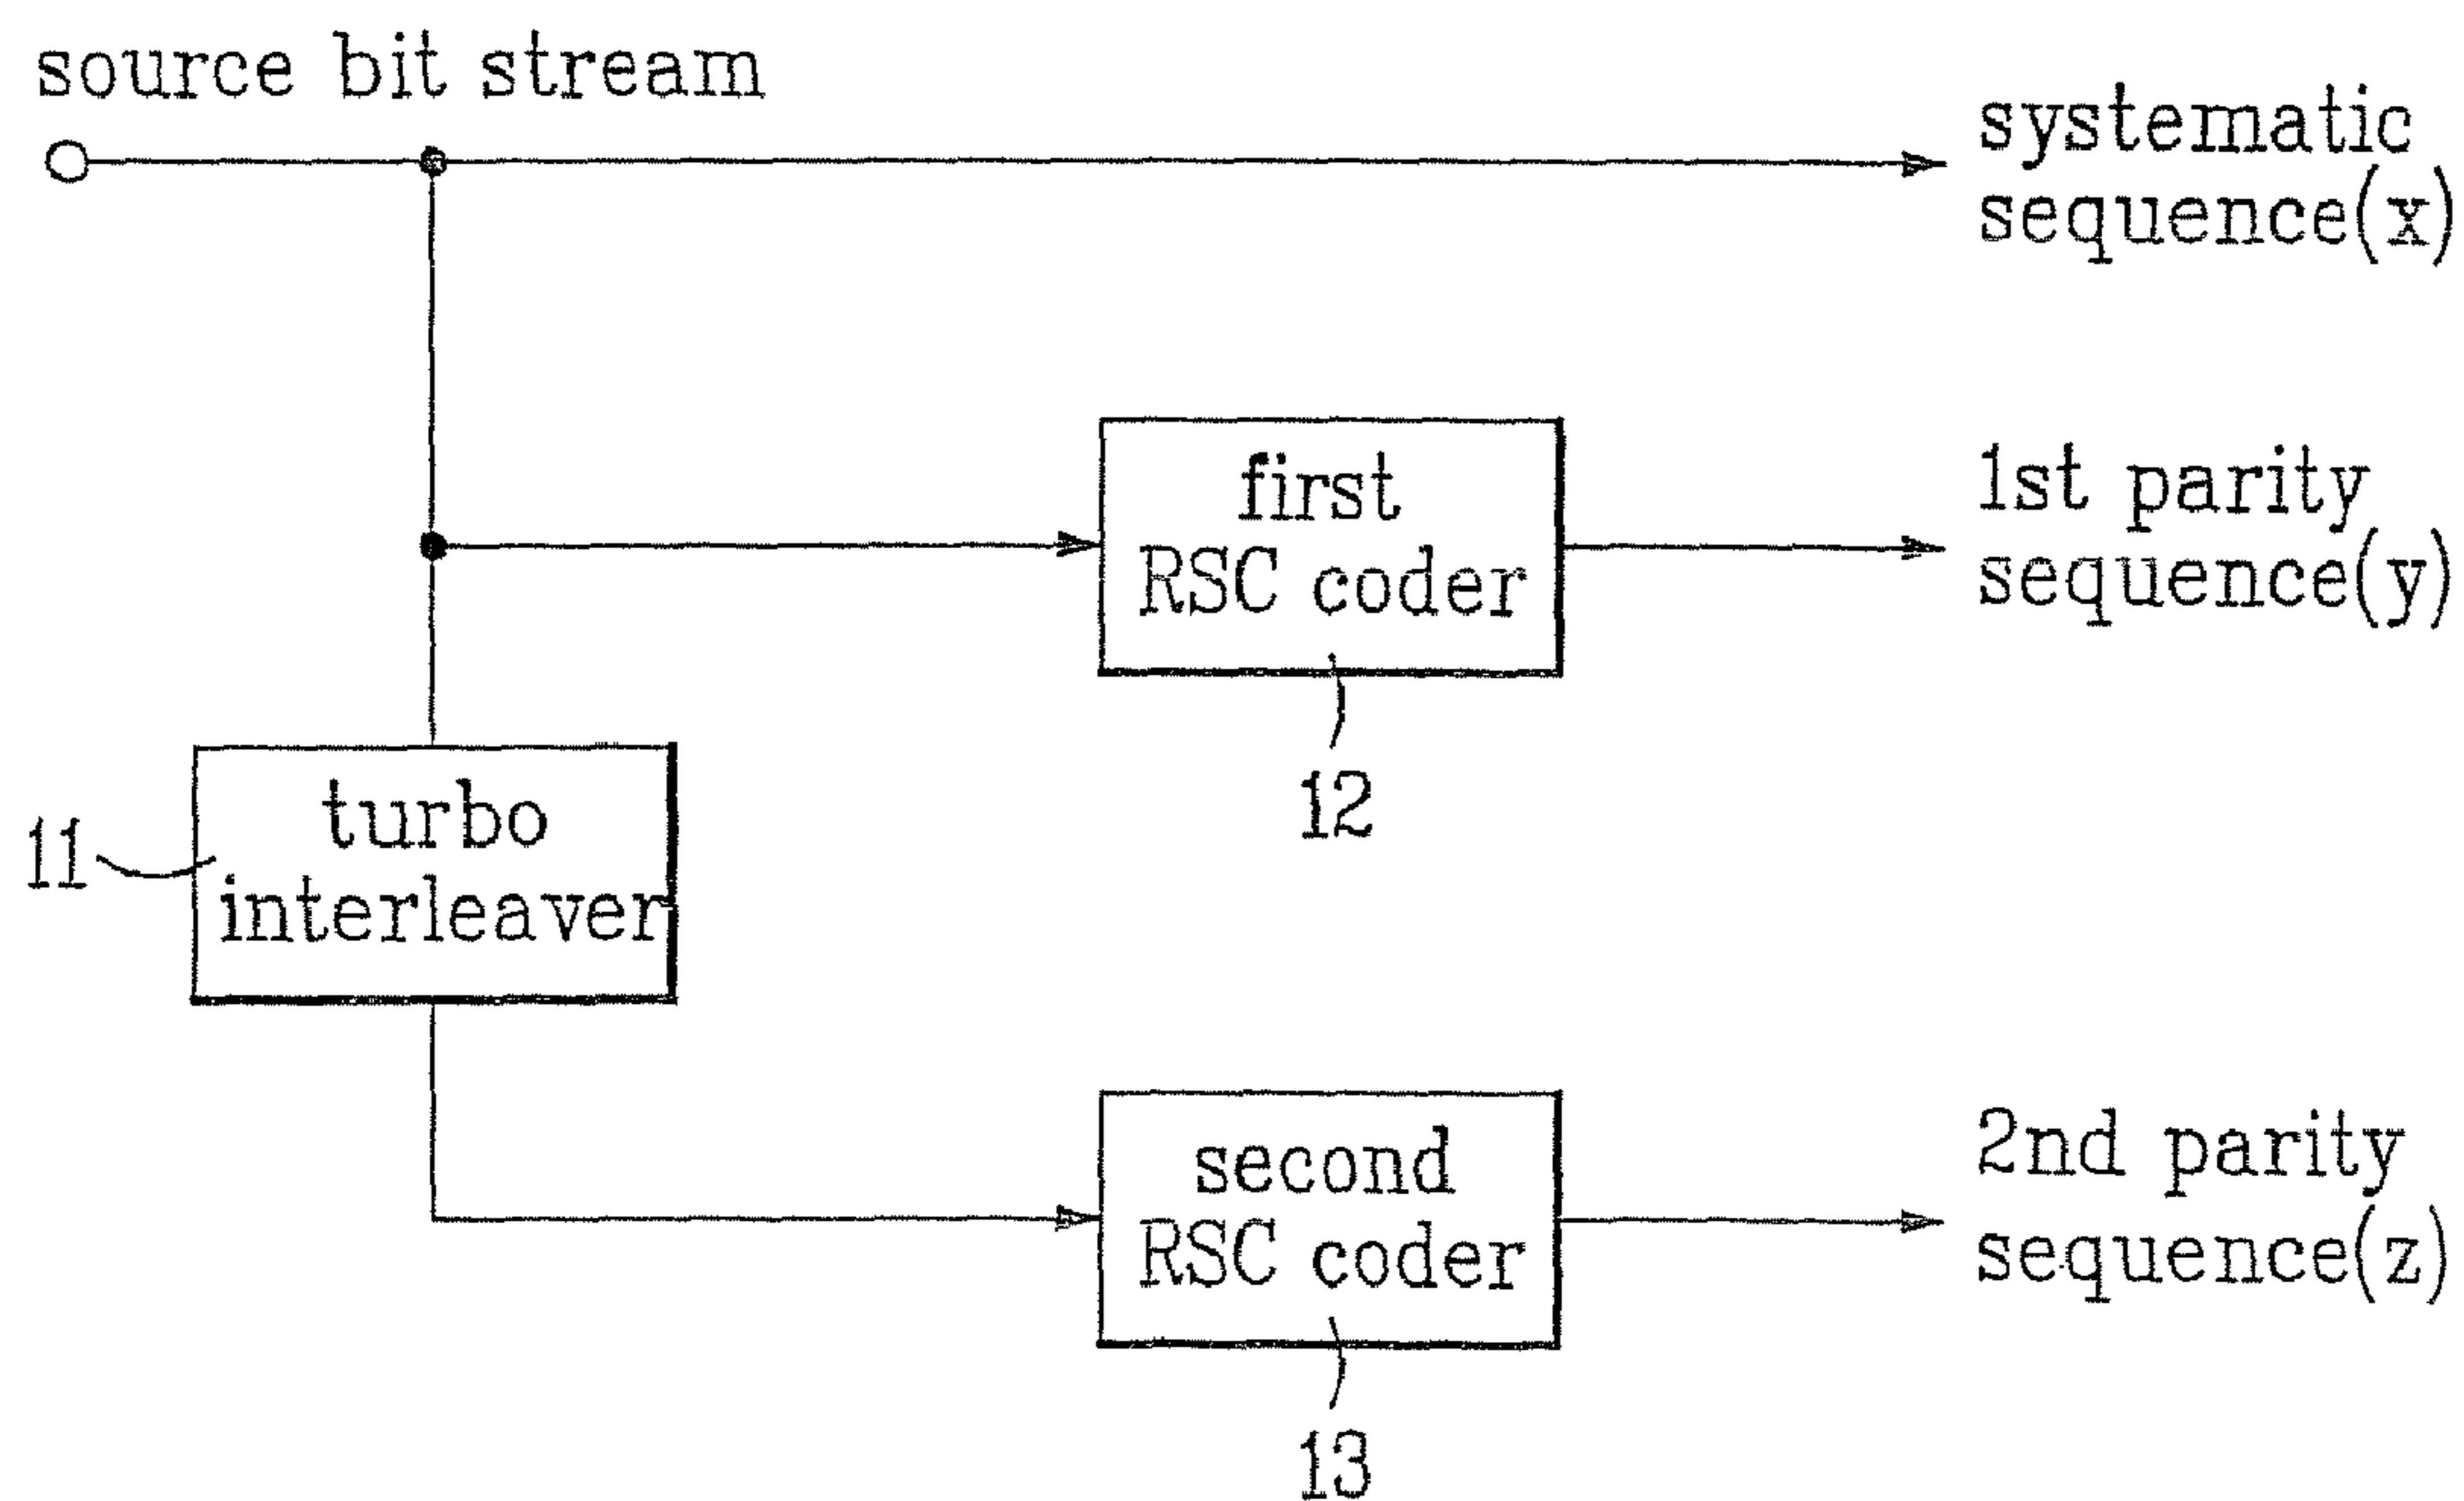 source bit stream
systematic
sequence(x)
first
RSC coder
1st parity
sequence(y)
12
turbo
interleaver
11
second
RSC coder
2nd parity
sequence(z)
13